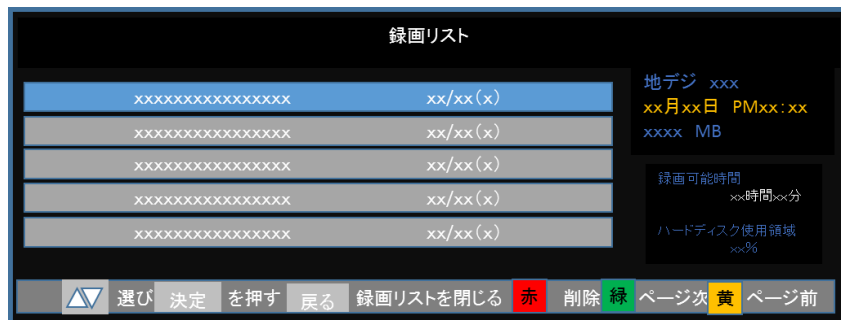 録画リスト
xxxxxxxxxxxxxxxx xx/xx(x)
xxxxxxxxxxxxxxxx xx/xx(x)
xxxxxxxxxxxxxxxx xx/xx(x)
xxxxxxxxxxxxxxxx xx/xx(x)
xxxxxxxxxxxxxxxx xx/xx(x)
地デジ xxx
xx月xx日 PMxx:xx
xxxx MB
録画可能時間
xx時間xx分
ハードディスク使用領域
xx%
△▽ 選び 決定 を押す 戻る 録画リストを閉じる 赤 削除 緑 ページ次 黄 ページ前